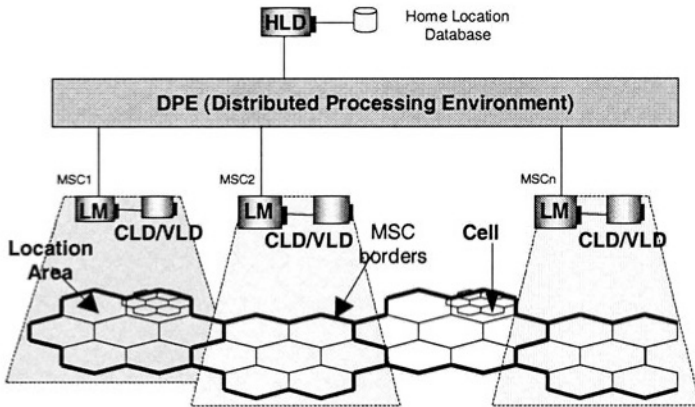 HLD
Home Location
Database
DPE (Distributed Processing Environment)
MSC1
MSC2
MSCn
LM
LM
LM
CLD/VLD
CLD/VLD
CLD/VLD
Location
Area
MSC
borders
Cell